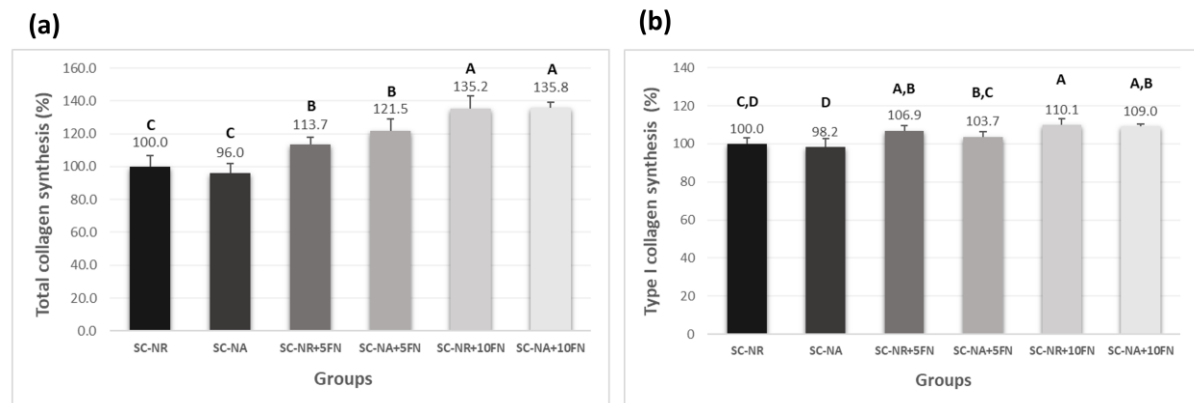 (a)
160.0
140.0
120.0
100.0
80.0
60.0
40.0
20.0
0.0
Total collagen synthesis (%)
C
100.0
C
96.0
B
113.7
B
121.5
A
135.2
A
135.8
SC-NR SC-NA SC-NR+5FN SC-NA+5FN SC-NR+10FN SC-NA+10FN
Groups
(b)
140
120
100
80
60
40
20
0
Type I collagen synthesis (%)
C,D
100.0
D
98.2
A,B
106.9
B,C
103.7
A
110.1
A,B
109.0
SC-NR SC-NA SC-NR+5FN SC-NA+5FN SC-NR+10FN SC-NA+10FN
Groups